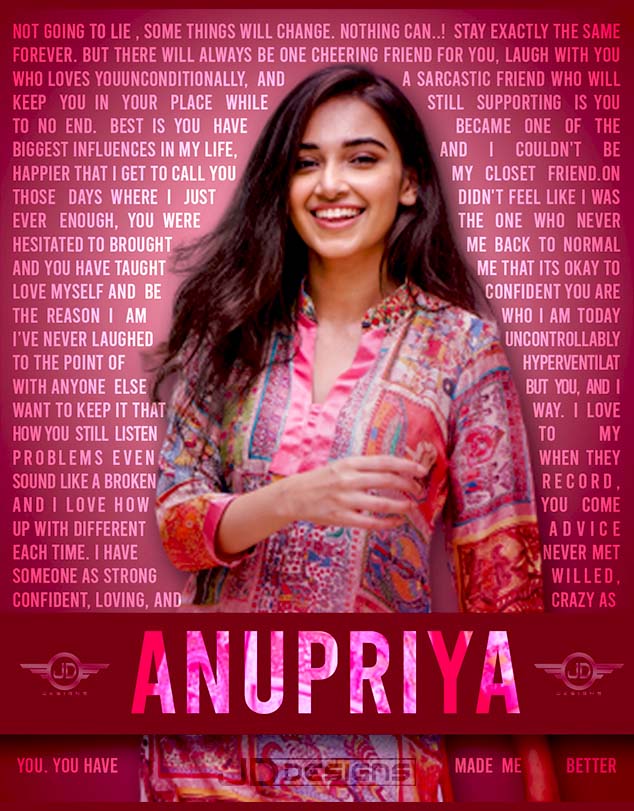 NOT GOING TO LIE , SOME THINGS WILL CHANGE. NOTHING CAN..! STAY EXACTLY THE SAME
FOREVER. BUT THERE WILL ALWAYS BE ONE CHEERING FRIEND FOR YOU, LAUGH WITH YOU
WHO LOVES YOUUNCONDITIONALLY, AND A SARCASTIC FRIEND WHO WILL
KEEP YOU IN YOUR PLACE WHILE STILL SUPPORTING IS YOU
TO NO END. BEST IS YOU HAVE BECAME ONE OF THE
BIGGEST INFLUENCES IN MY LIFE, AND I COULDN'T BE
HAPPIER THAT I GET TO CALL YOU MY CLOSET FRIEND.ON
THOSE DAYS WHERE I JUST DIDN'T FEEL LIKE I WAS
EVER ENOUGH, YOU WERE THE ONE WHO NEVER
HESITATED TO BROUGHT ME BACK TO NORMAL
AND YOU HAVE TAUGHT ME THAT ITS OKAY TO
LOVE MYSELF AND BE CONFIDENT YOU ARE
THE REASON I AM WHO I AM TODAY
I'VE NEVER LAUGHED UNCONTROLLABLY
TO THE POINT OF HYPERVENTILAT
WITH ANYONE ELSE BUT YOU, AND I
WANT TO KEEP IT THAT WAY. I LOVE
HOW YOU STILL LISTEN TO MY
PROBLEMS EVEN WHEN THEY
SOUND LIKE A BROKEN RECORD,
AND I LOVE HOW YOU COME
UP WITH DIFFERENT ADVICE
EACH TIME. I HAVE NEVER MET
SOMEONE AS STRONG WILLED,
CONFIDENT, LOVING, AND CRAZY AS
JD DESIGNS ANUPRIYA JD DESIGNS
YOU. YOU HAVE JD DESIGNS MADE ME BETTER